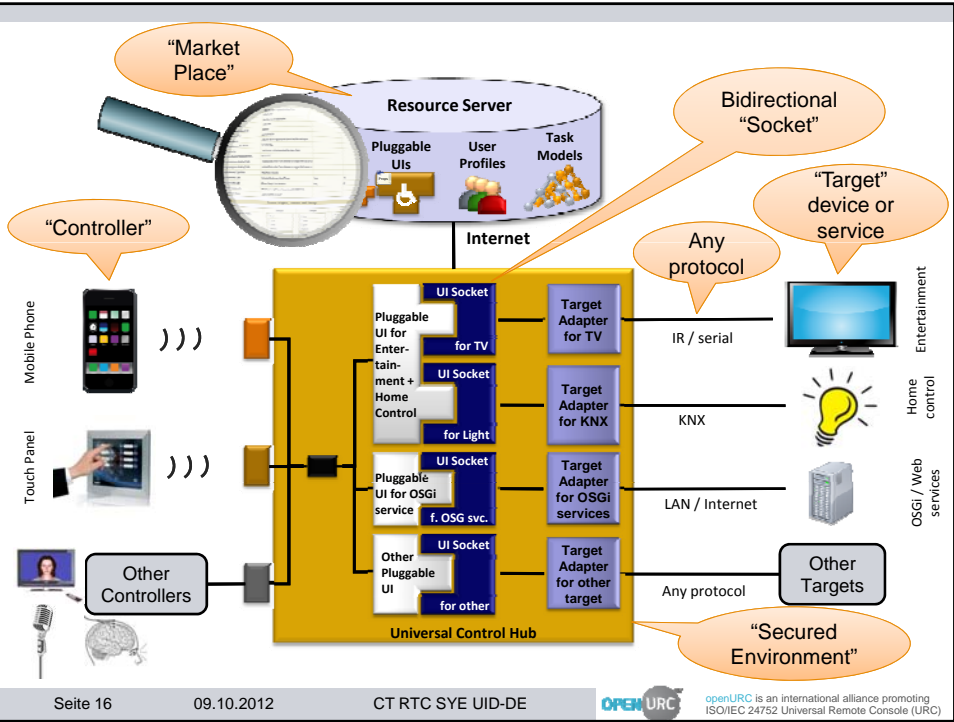 “Market
Place”
Resource Server
Pluggable
UIs
User
Profiles
Task
Models
Bidirectional
“Socket”
“Target”
device or
service
“Controller”
Internet
Any
protocol
Mobile Phone
Touch Panel
Other
Controllers
Pluggable
UI for
Enter-
tain-
ment +
Home
Control
UI Socket
for TV
UI Socket
for Light
Pluggable
UI for OSGi
service
UI Socket
f. OSG svc.
Other
Pluggable
UI
UI Socket
for other
Target
Adapter
for TV
Target
Adapter
for KNX
Target
Adapter
for OSGi
services
Target
Adapter
for other
target
IR / serial
KNX
LAN / Internet
Any protocol
Entertainment
Home
control
OSGi / Web
services
Other
Targets
Universal Control Hub
“Secured
Environment”
Seite 16
09.10.2012
CT RTC SYE UID-DE
OPEN URC
openURC is an international alliance promoting
ISO/IEC 24752 Universal Remote Console (URC)